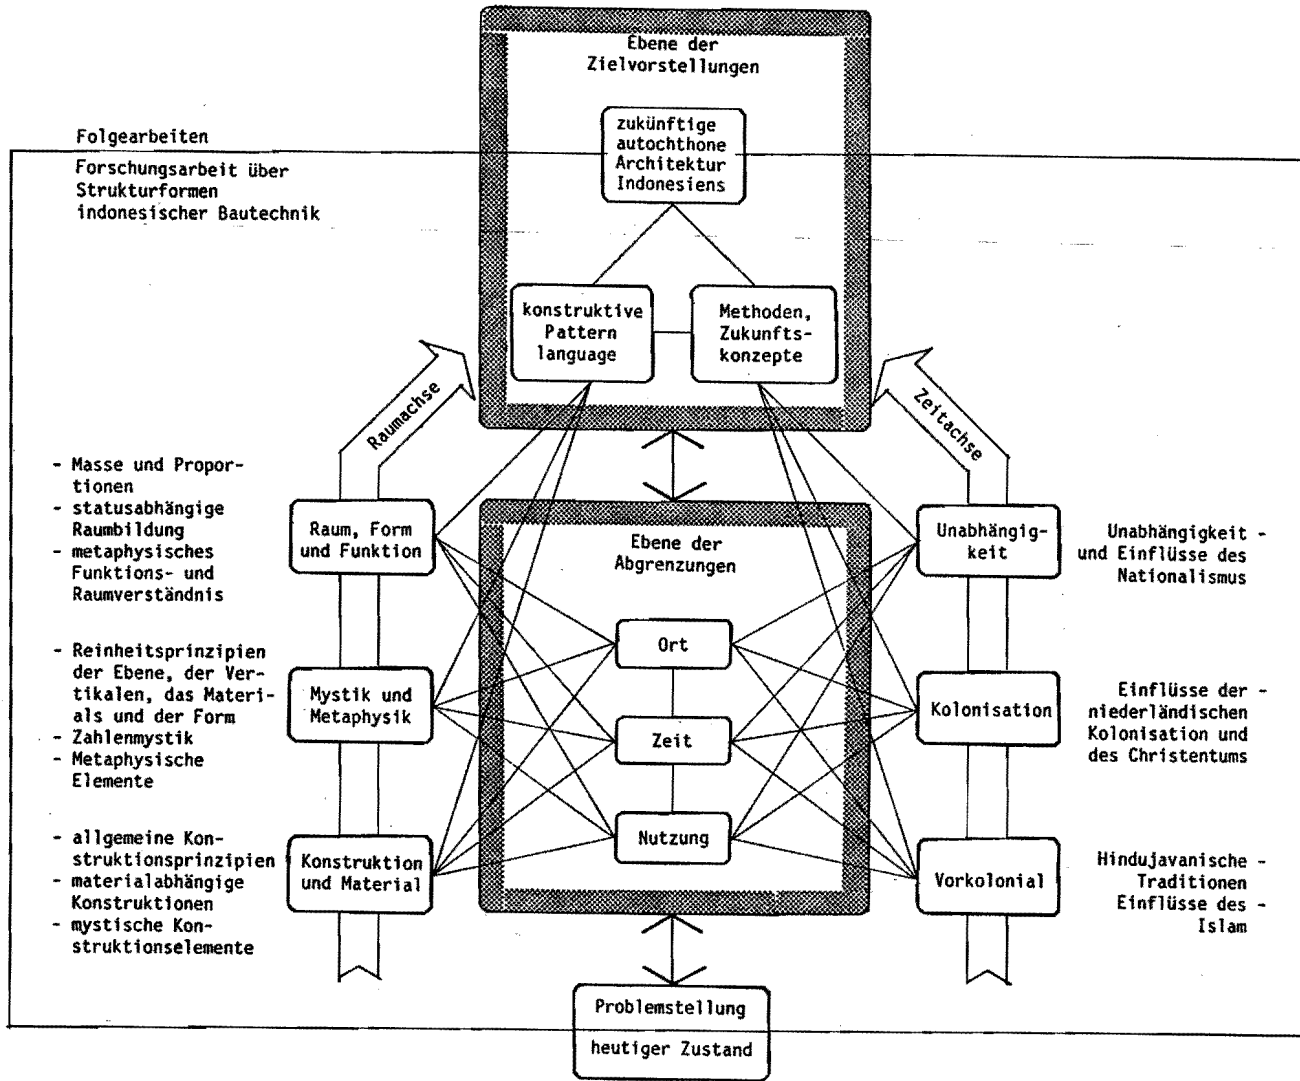 Ebene der
Zielvorstellungen
zukünftige
autochthone
Architektur
Indonesiens
Folgearbeiten
Forschungsarbeit über
Strukturformen
indonesischer Bautechnik
konstruktive
Pattern
language
Methoden,
Zukunfts-
konzepte
Raumachse
Zeitachse
- Masse und Propor-
tionen
- statusabhängige
Raumbildung
- metaphysisches
Funktions- und
Raumverständnis
Raum, Form
und Funktion
Ebene der
Abgrenzungen
Unabhängig-
keit
Unabhängigkeit -
und Einflüsse des
Nationalismus
Ort
- Reinheitsprinzipien
der Ebene, der Ver-
tikalen, das Materi-
als und der Form
- Zahlenmystik
- Metaphysische
Elemente
Mystik und
Metaphysik
Zeit
Kolonisation
Einflüsse der -
niederländischen
Kolonisation und
des Christentums
Nutzung
- allgemeine Kon-
struktionsprinzipien
- materialabhängige
Konstruktionen
- mystische Kon-
struktionselemente
Konstruktion
und Material
Vorkolonial
Hindujavanische -
Traditionen
Einflüsse des -
Islam
Problemstellung
heutiger Zustand